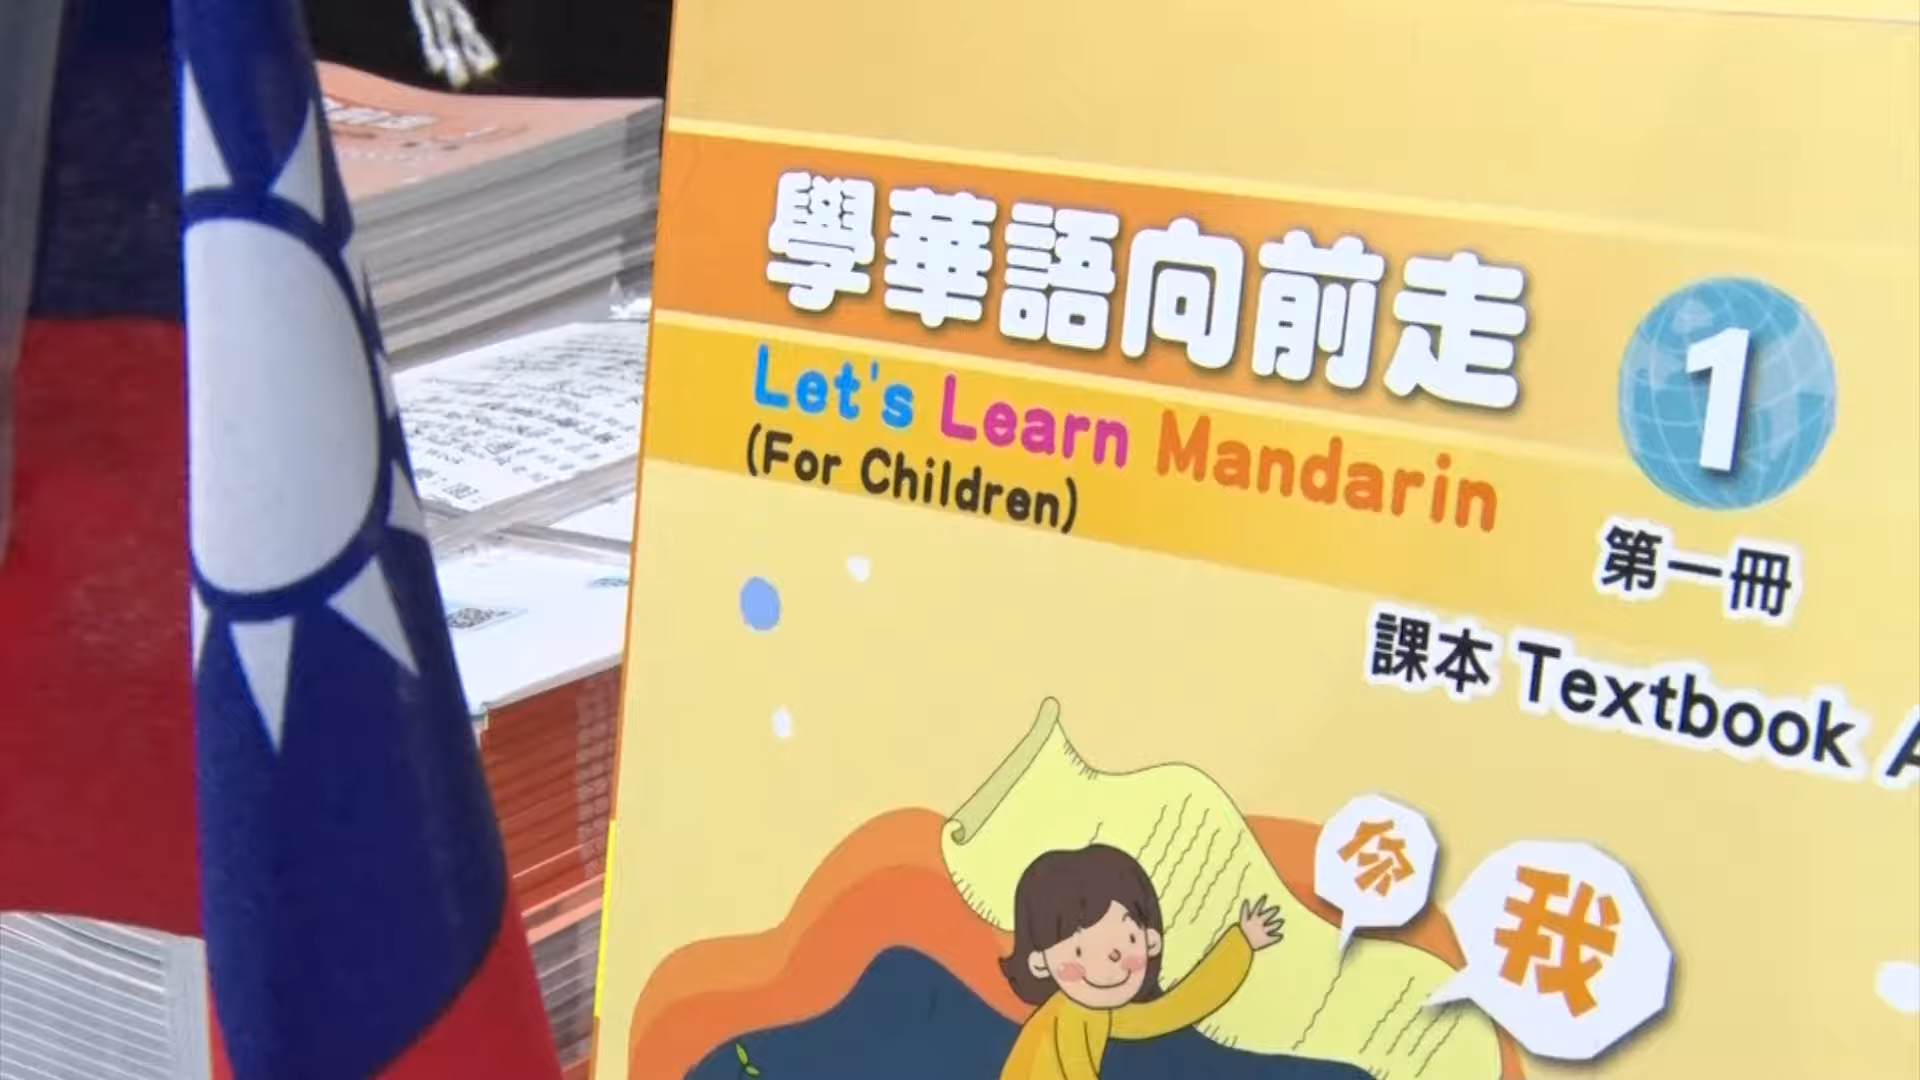 學華語向前走
1
Let's Learn Mandarin
(For Children)
第一冊
課本 Textbook A
你
我